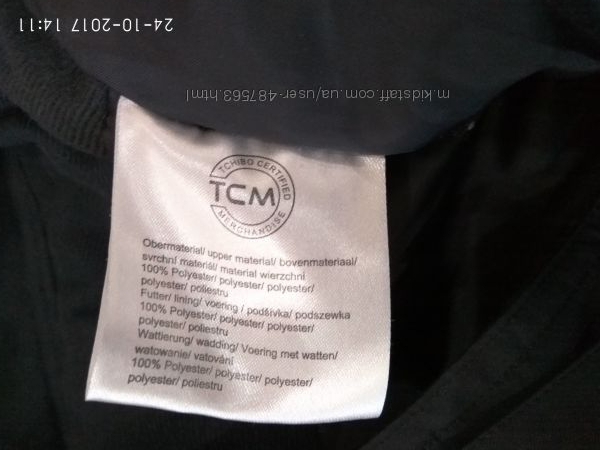 24-10-2017 14:11
m.kidstaff.com.ua/user-487563.html
TCHIBO CERTIFIED
TCM
MERCHANDISE
Obermaterial/ upper material/ bovenmateriaal/
svrchní materiál/ material wierzchni
100% Polyester/ polyester/ polyester/
polyester/ poliestru
Futter/ lining/ voering / podšívka/ podszewka
100% Polyester/ polyester/ polyester/
polyester/ poliestru
Wattierung/ wadding/ Voering met watten/
watowanie/ vatování
100% Polyester/ polyester/ polyester/
polyester/ poliestru